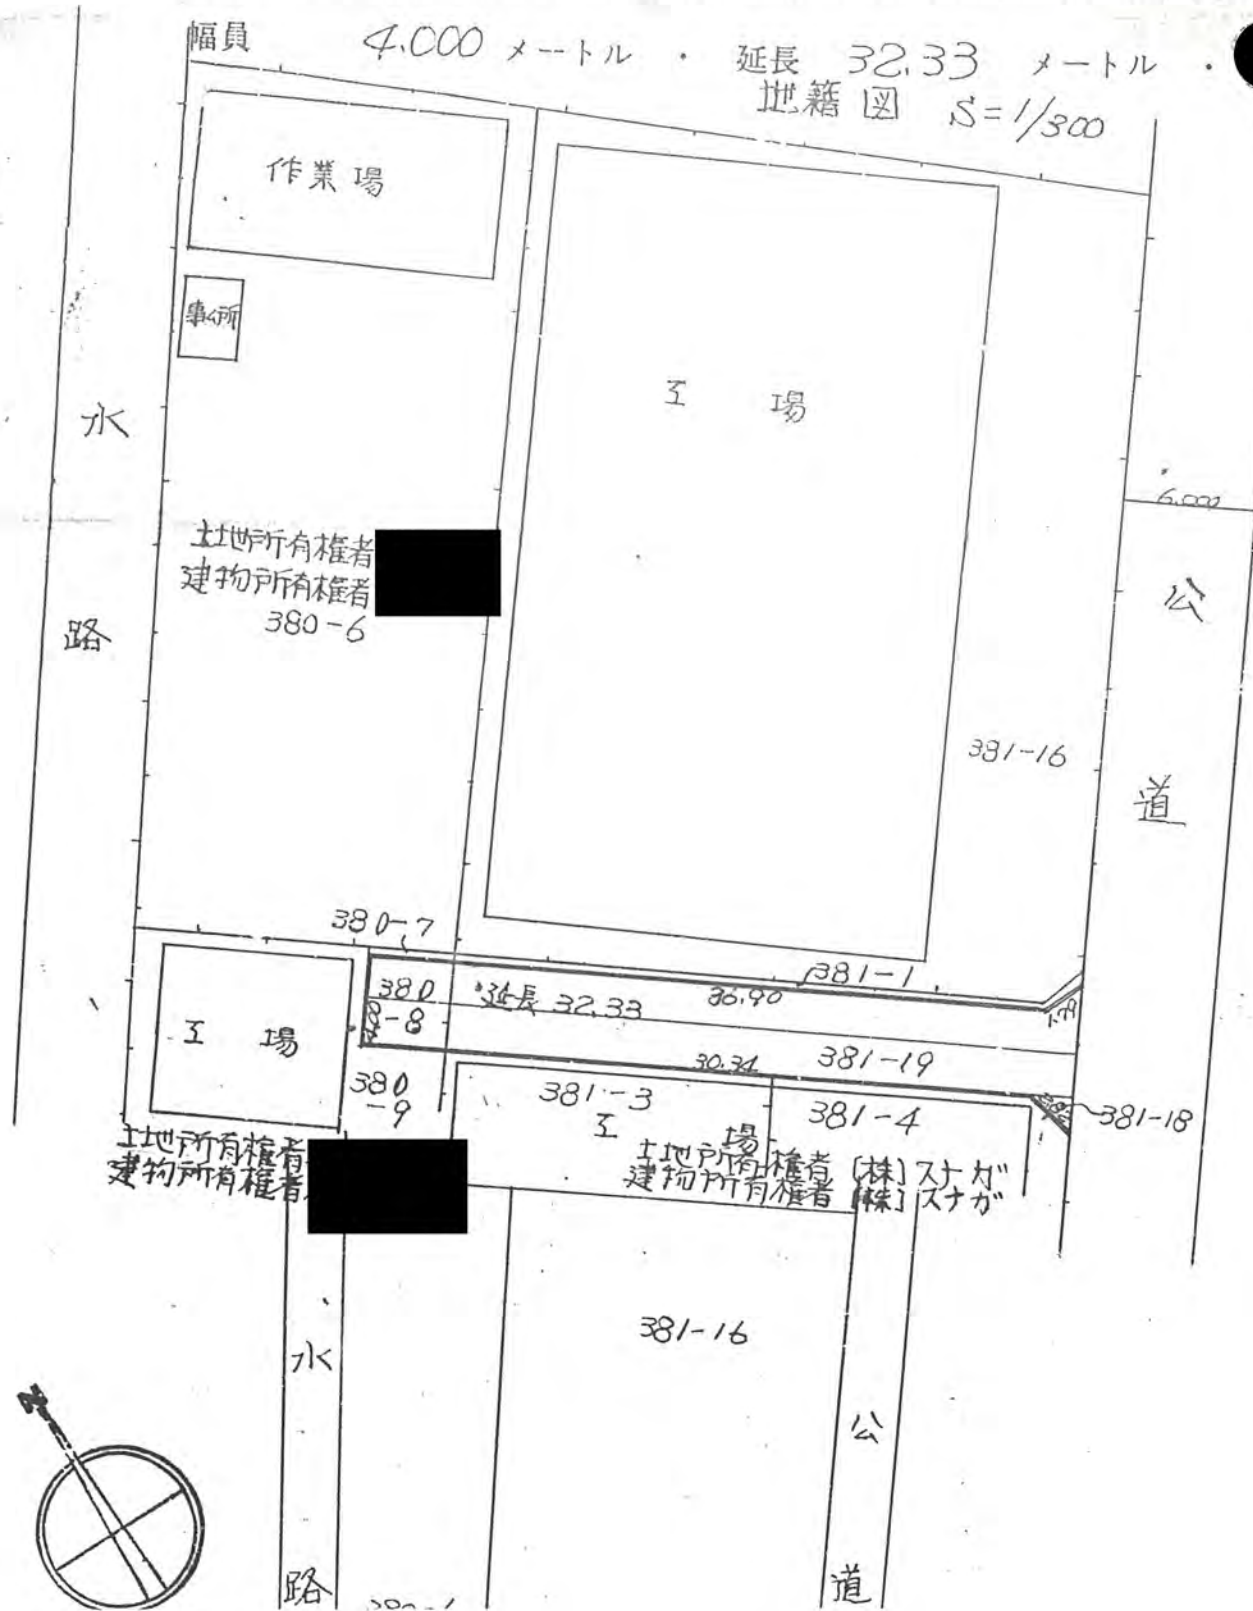 幅員 4.000 メートル ・ 延長 32.33 メートル ・
地籍図 S=1/300
作業場
工場
水路
6.000
土地所有権者
建物所有権者
380-6
公道
381-16
380-7
381-1
380-8
延長 32.33
36.90
工場
30.34
381-19
380-9
381-3
工場
381-4
381-18
土地所有権者
建物所有権者
土地所有権者 [株]スナガ
建物所有権者 [株]スナガ
381-16
水路
公道
N